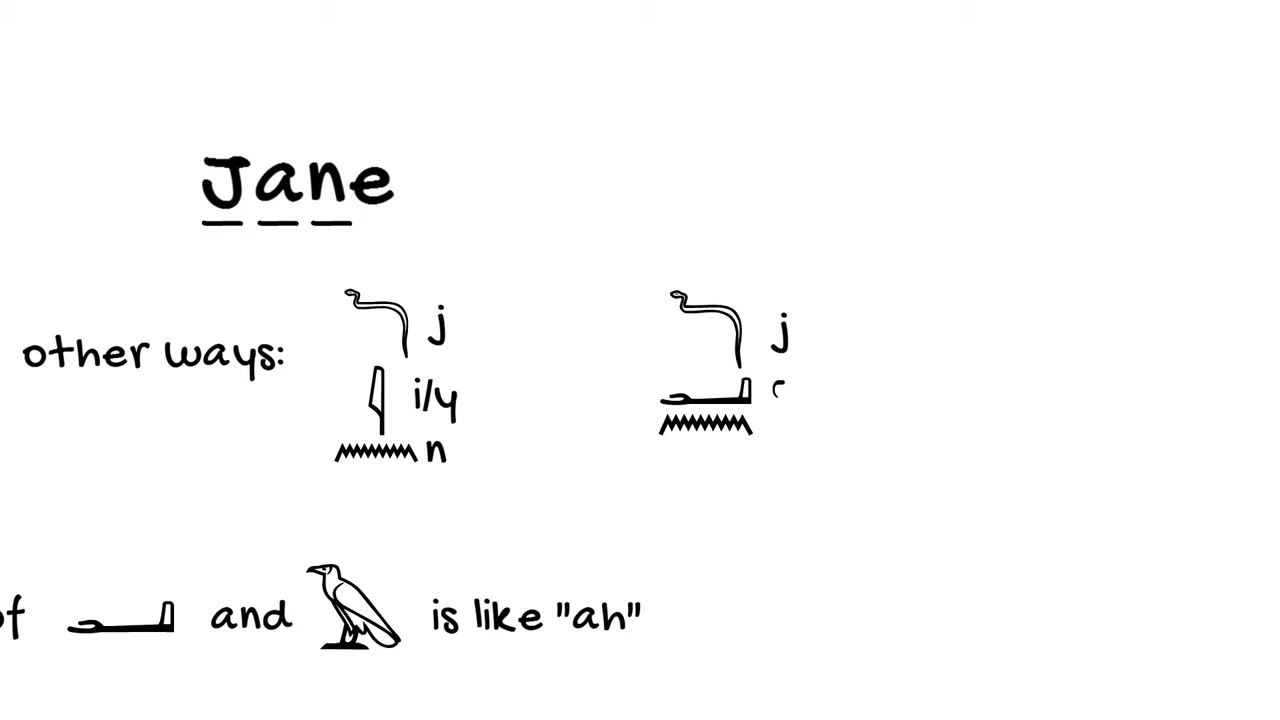 Jane
other ways:
j
i/y
n
j
of 𓂝 and 𓄿 is like "ah"